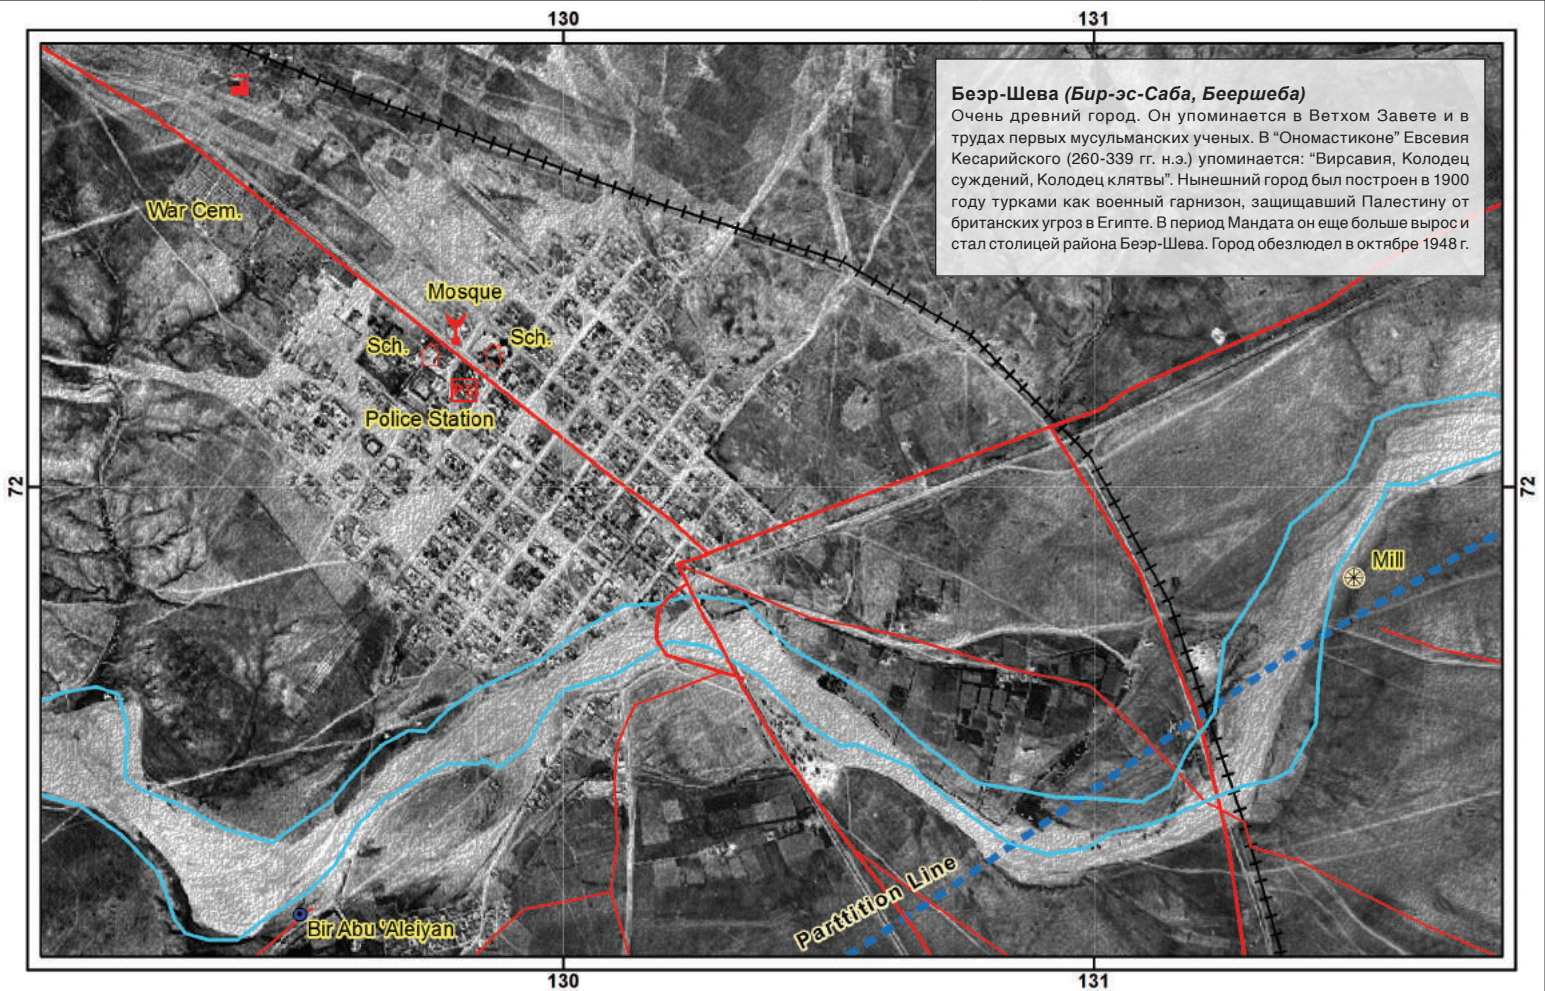 130
131
Беэр-Шева (Бир-эс-Саба, Беершеба)
Очень древний город. Он упоминается в Ветхом Завете и в
трудах первых мусульманских ученых. В “Ономастиконе” Евсевия
Кесарийского (260-339 гг. н.э.) упоминается: “Вирсавия, Колодец
суждений, Колодец клятвы”. Нынешний город был построен в 1900
году турками как военный гарнизон, защищавший Палестину от
британских угроз в Египте. В период Мандата он еще больше вырос и
стал столицей района Беэр-Шева. Город обезлюдел в октябре 1948 г.
War Cem.
Mosque
Sch.
Sch.
PS
Police Station
72
72
Mill
Parttition Line
Bir Abu 'Aleiyan
130
131